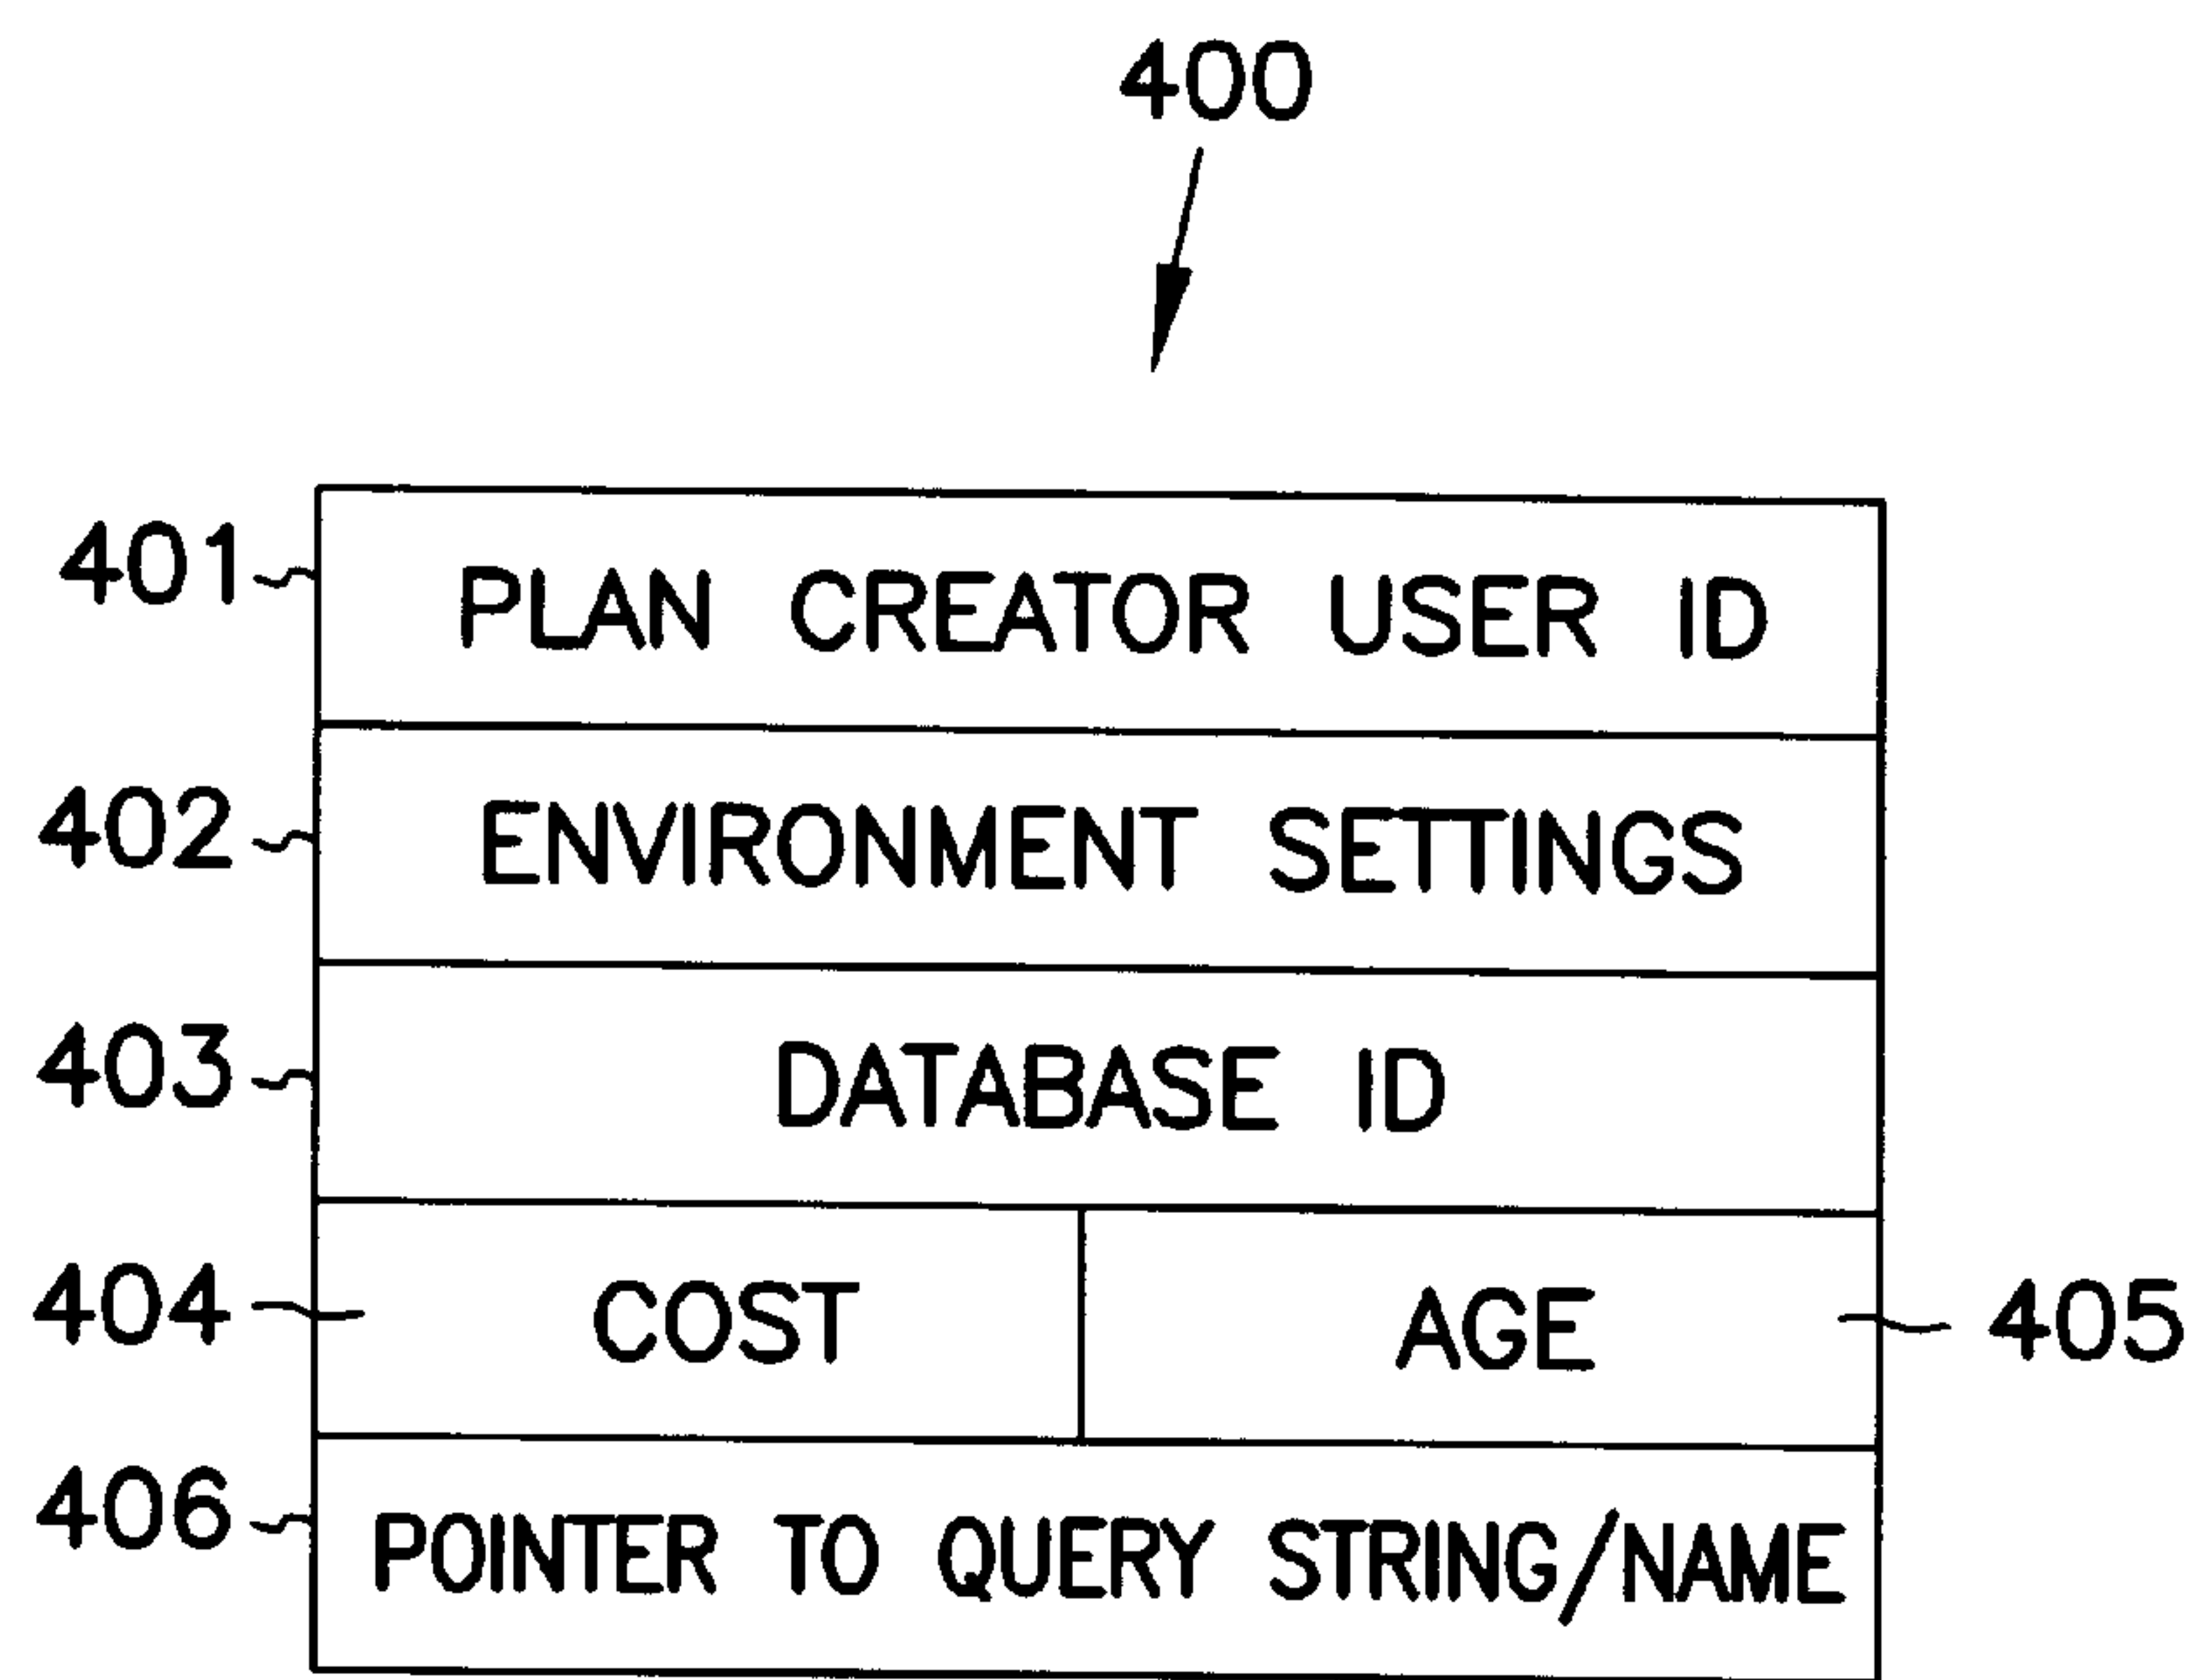 400
401 PLAN CREATOR USER ID
402 ENVIRONMENT SETTINGS
403 DATABASE ID
404 COST AGE 405
406 POINTER TO QUERY STRING/NAME